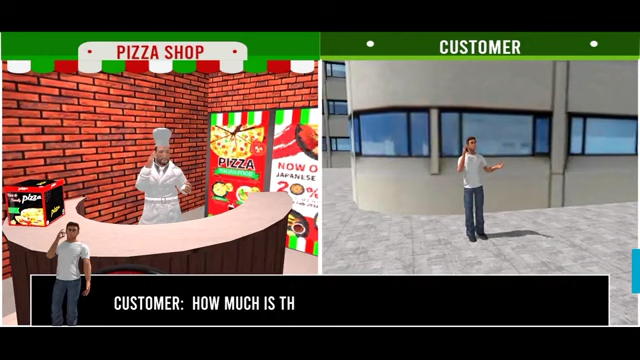 PIZZA SHOP
CUSTOMER
PIZZA
NOW O
JAPANESE
20%
pizza
CUSTOMER: HOW MUCH IS TH